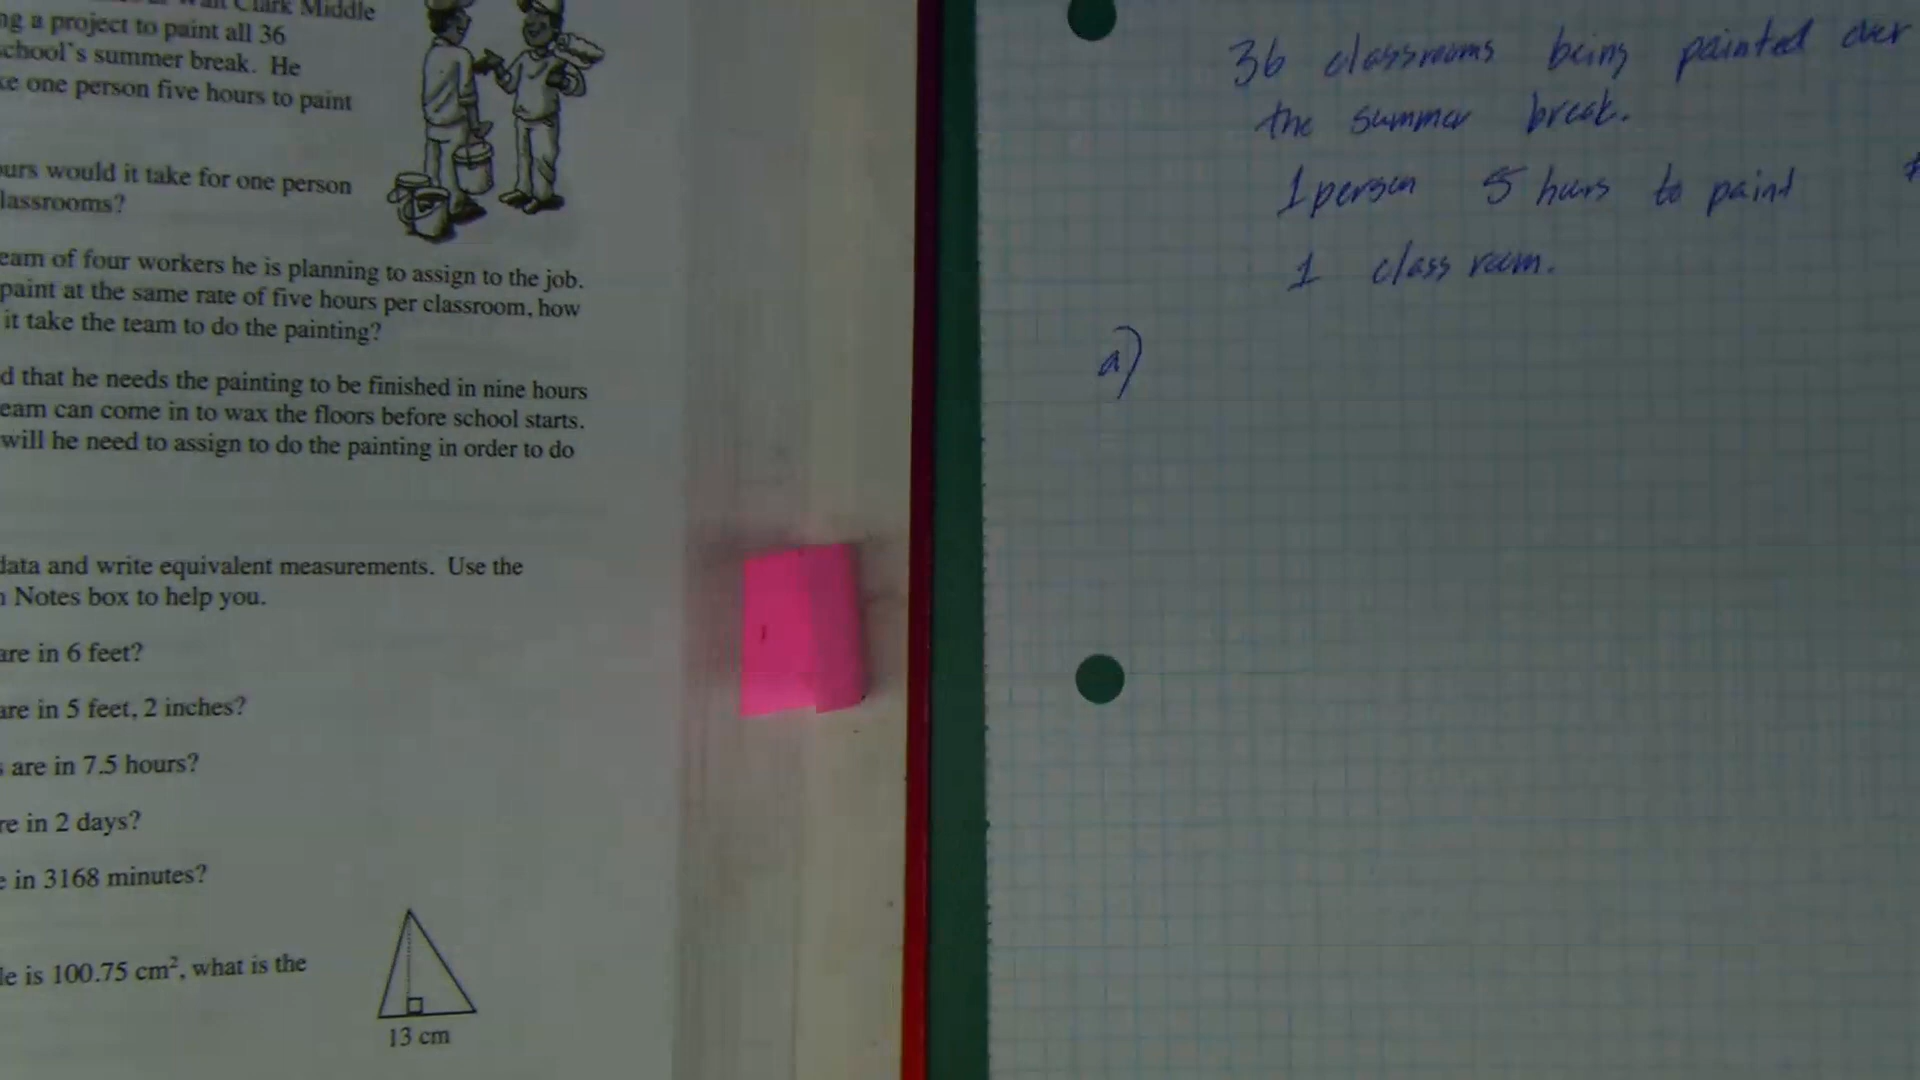 Clark Middle
ng a project to paint all 36
chool's summer break. He
ke one person five hours to paint
ours would it take for one person
lassrooms?
eam of four workers he is planning to assign to the job.
paint at the same rate of five hours per classroom, how
it take the team to do the painting?
d that he needs the painting to be finished in nine hours
eam can come in to wax the floors before school starts.
will he need to assign to do the painting in order to do
data and write equivalent measurements. Use the
n Notes box to help you.
are in 6 feet?
are in 5 feet, 2 inches?
s are in 7.5 hours?
re in 2 days?
e in 3168 minutes?
le is 100.75 cm², what is the
13 cm
36 classrooms being painted over
the summer break.
1 person 5 hours to paint
1 class room.
a)